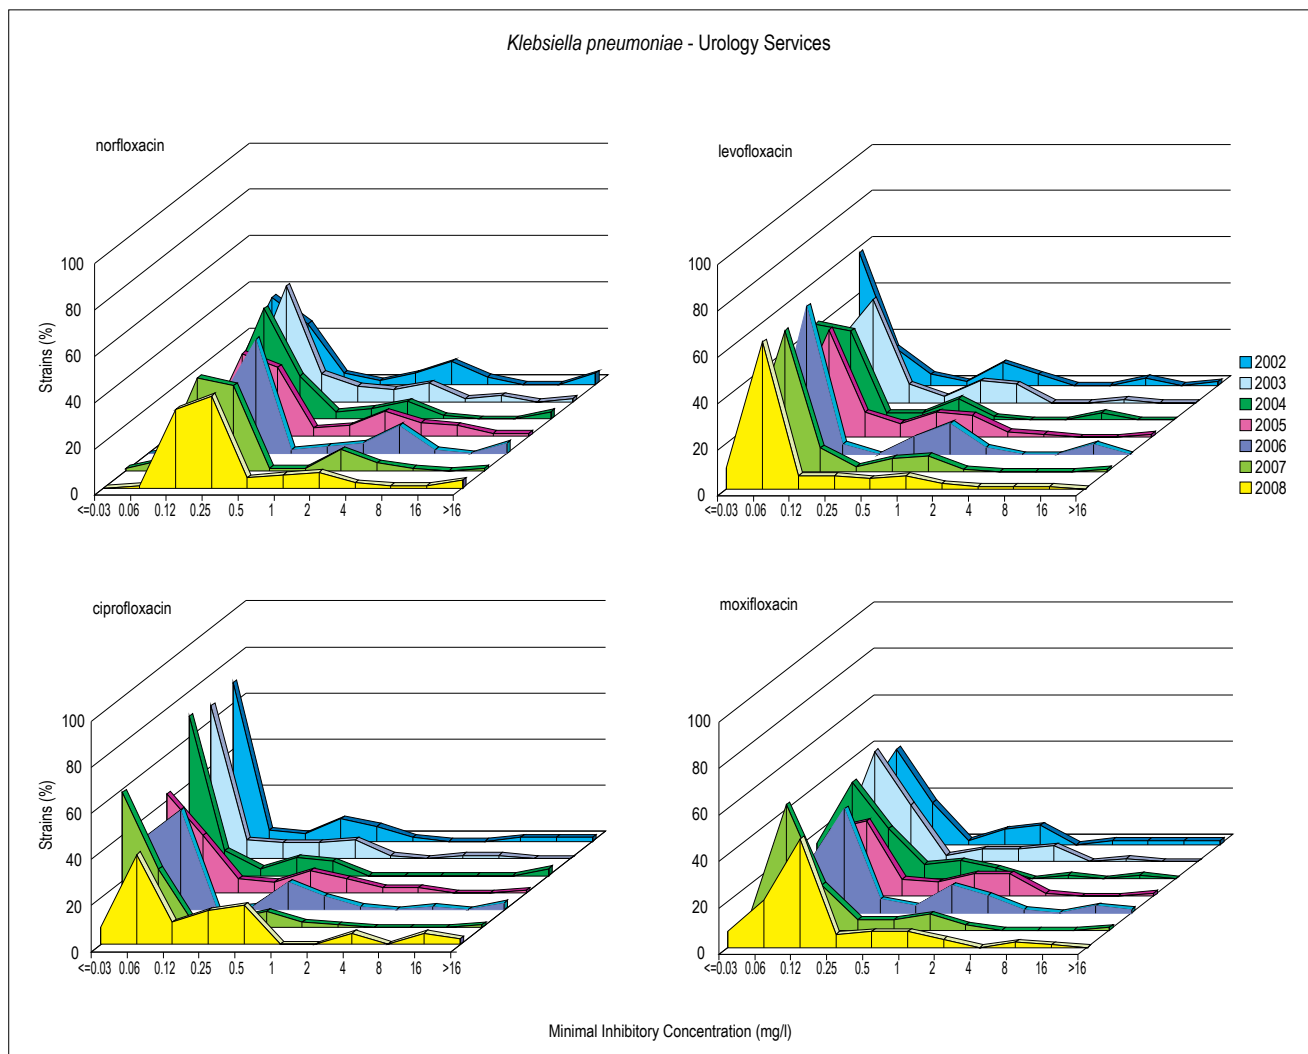 Klebsiella pneumoniae - Urology Services
norfloxacin
100
80
60
40
20
0
Strains (%)
<=0.03 0.06 0.12 0.25 0.5 1 2 4 8 16 >16
levofloxacin
100
80
60
40
20
0
<=0.03 0.06 0.12 0.25 0.5 1 2 4 8 16 >16
2002
2003
2004
2005
2006
2007
2008
ciprofloxacin
100
80
60
40
20
0
Strains (%)
<=0.03 0.06 0.12 0.25 0.5 1 2 4 8 16 >16
moxifloxacin
100
80
60
40
20
0
<=0.03 0.06 0.12 0.25 0.5 1 2 4 8 16 >16
Minimal Inhibitory Concentration (mg/l)